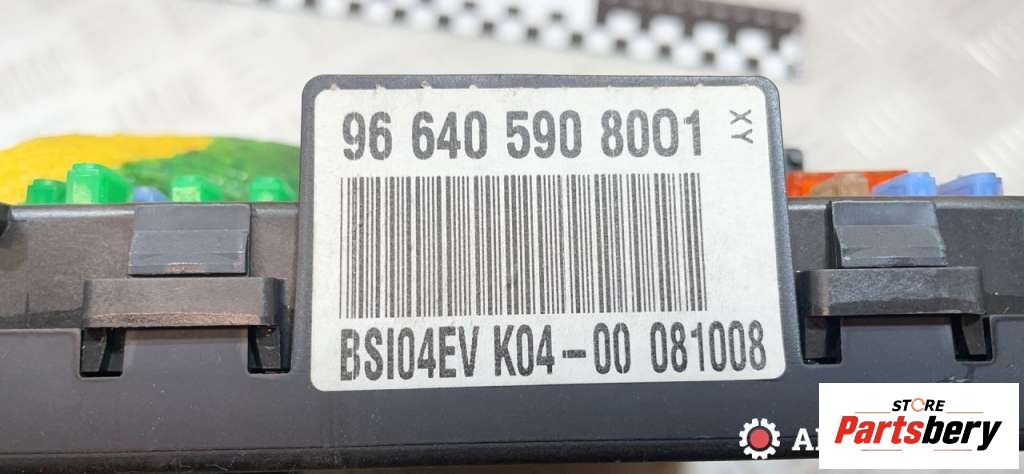 96 640 590 8001
XY
BSI04EV K04-00 081008
STORE
Partsbery